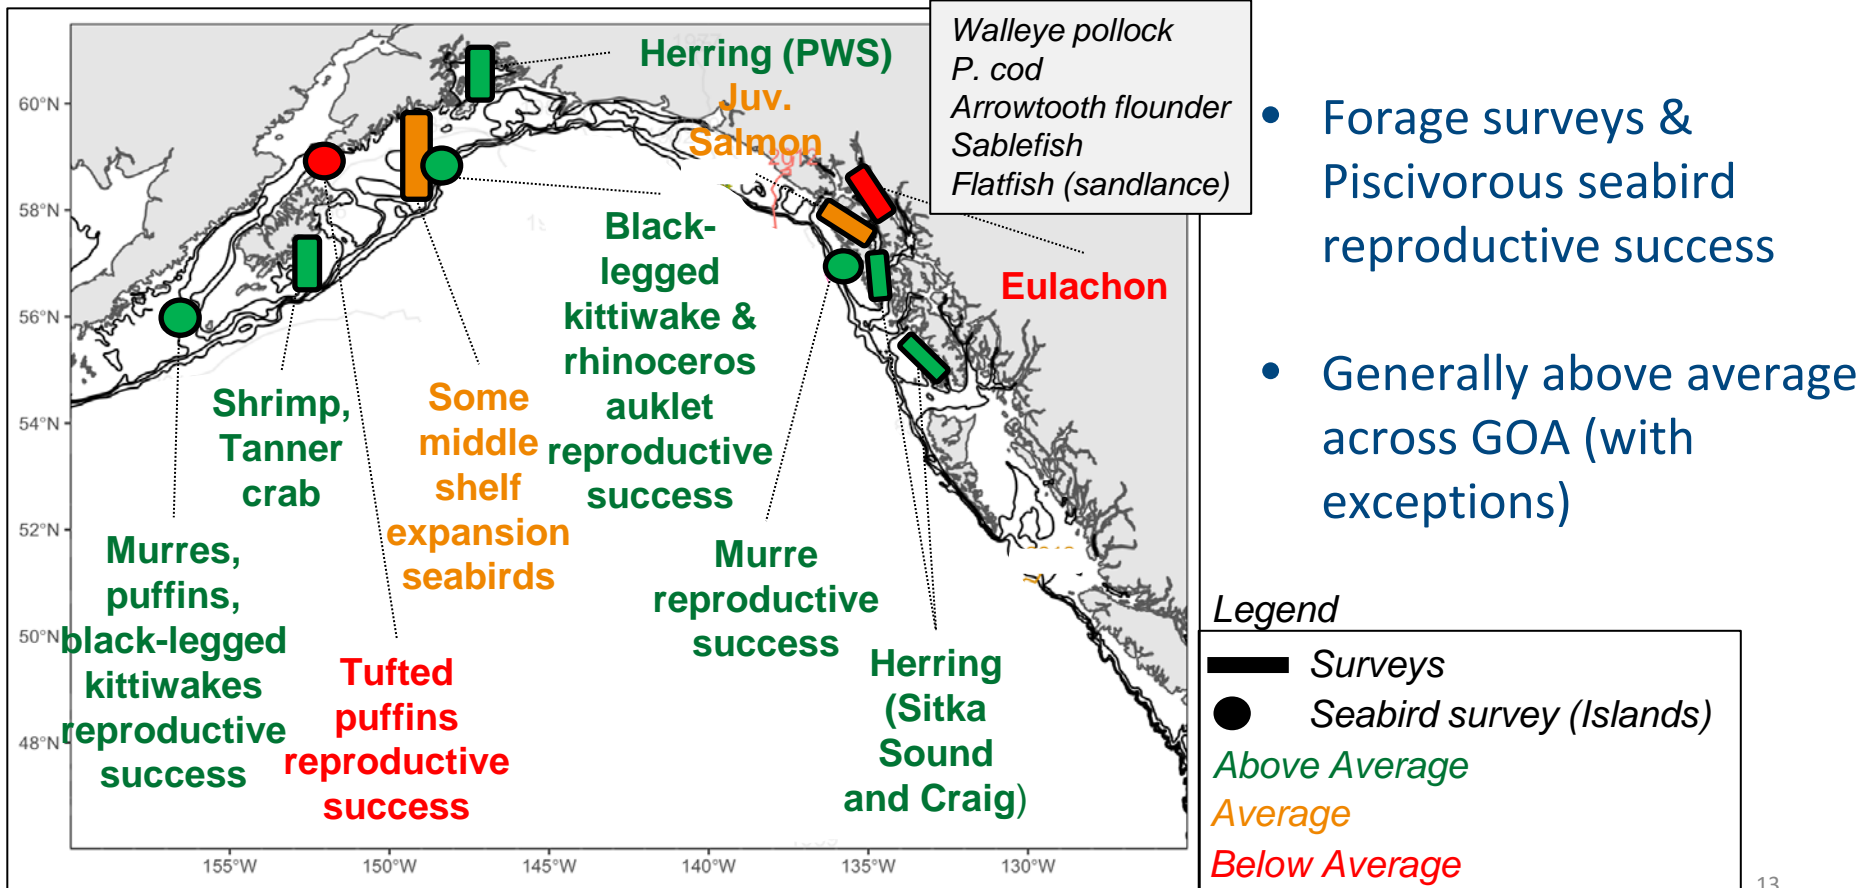 Walleye pollock
P. cod
Arrowtooth flounder
Sablefish
Flatfish (sandlance)
Herring (PWS)
Juv.
Salmon
Eulachon
Black-
legged
kittiwake &
rhinoceros
auklet
reproductive
success
Shrimp,
Tanner
crab
Some
middle
shelf
expansion
seabirds
Murres,
puffins,
black-legged
kittiwakes
reproductive
success
Tufted
puffins
reproductive
success
Murre
reproductive
success
Herring
(Sitka
Sound
and Craig)
60°N
58°N
56°N
54°N
52°N
50°N
48°N
155°W
150°W
145°W
140°W
135°W
130°W
• Forage surveys &
Piscivorous seabird
reproductive success
• Generally above average
across GOA (with
exceptions)
Legend
Surveys
Seabird survey (Islands)
Above Average
Average
Below Average
13